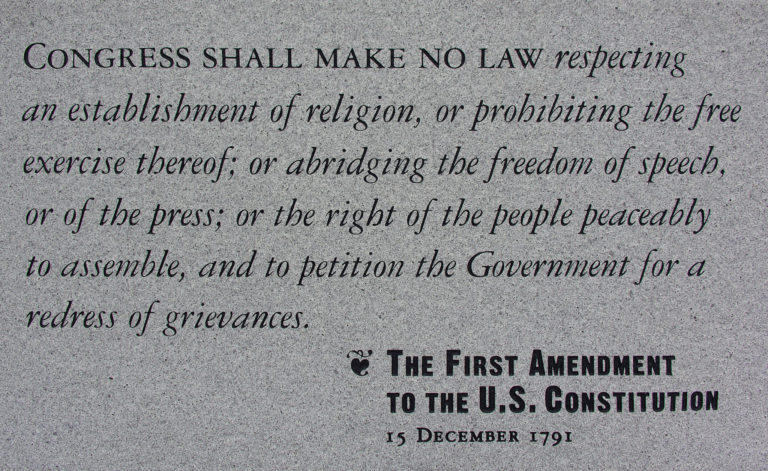 CONGRESS SHALL MAKE NO LAW respecting
an establishment of religion, or prohibiting the free
exercise thereof; or abridging the freedom of speech,
or of the press; or the right of the people peaceably
to assemble, and to petition the Government for a
redress of grievances.
❦ THE FIRST AMENDMENT
TO THE U.S. CONSTITUTION
15 DECEMBER 1791